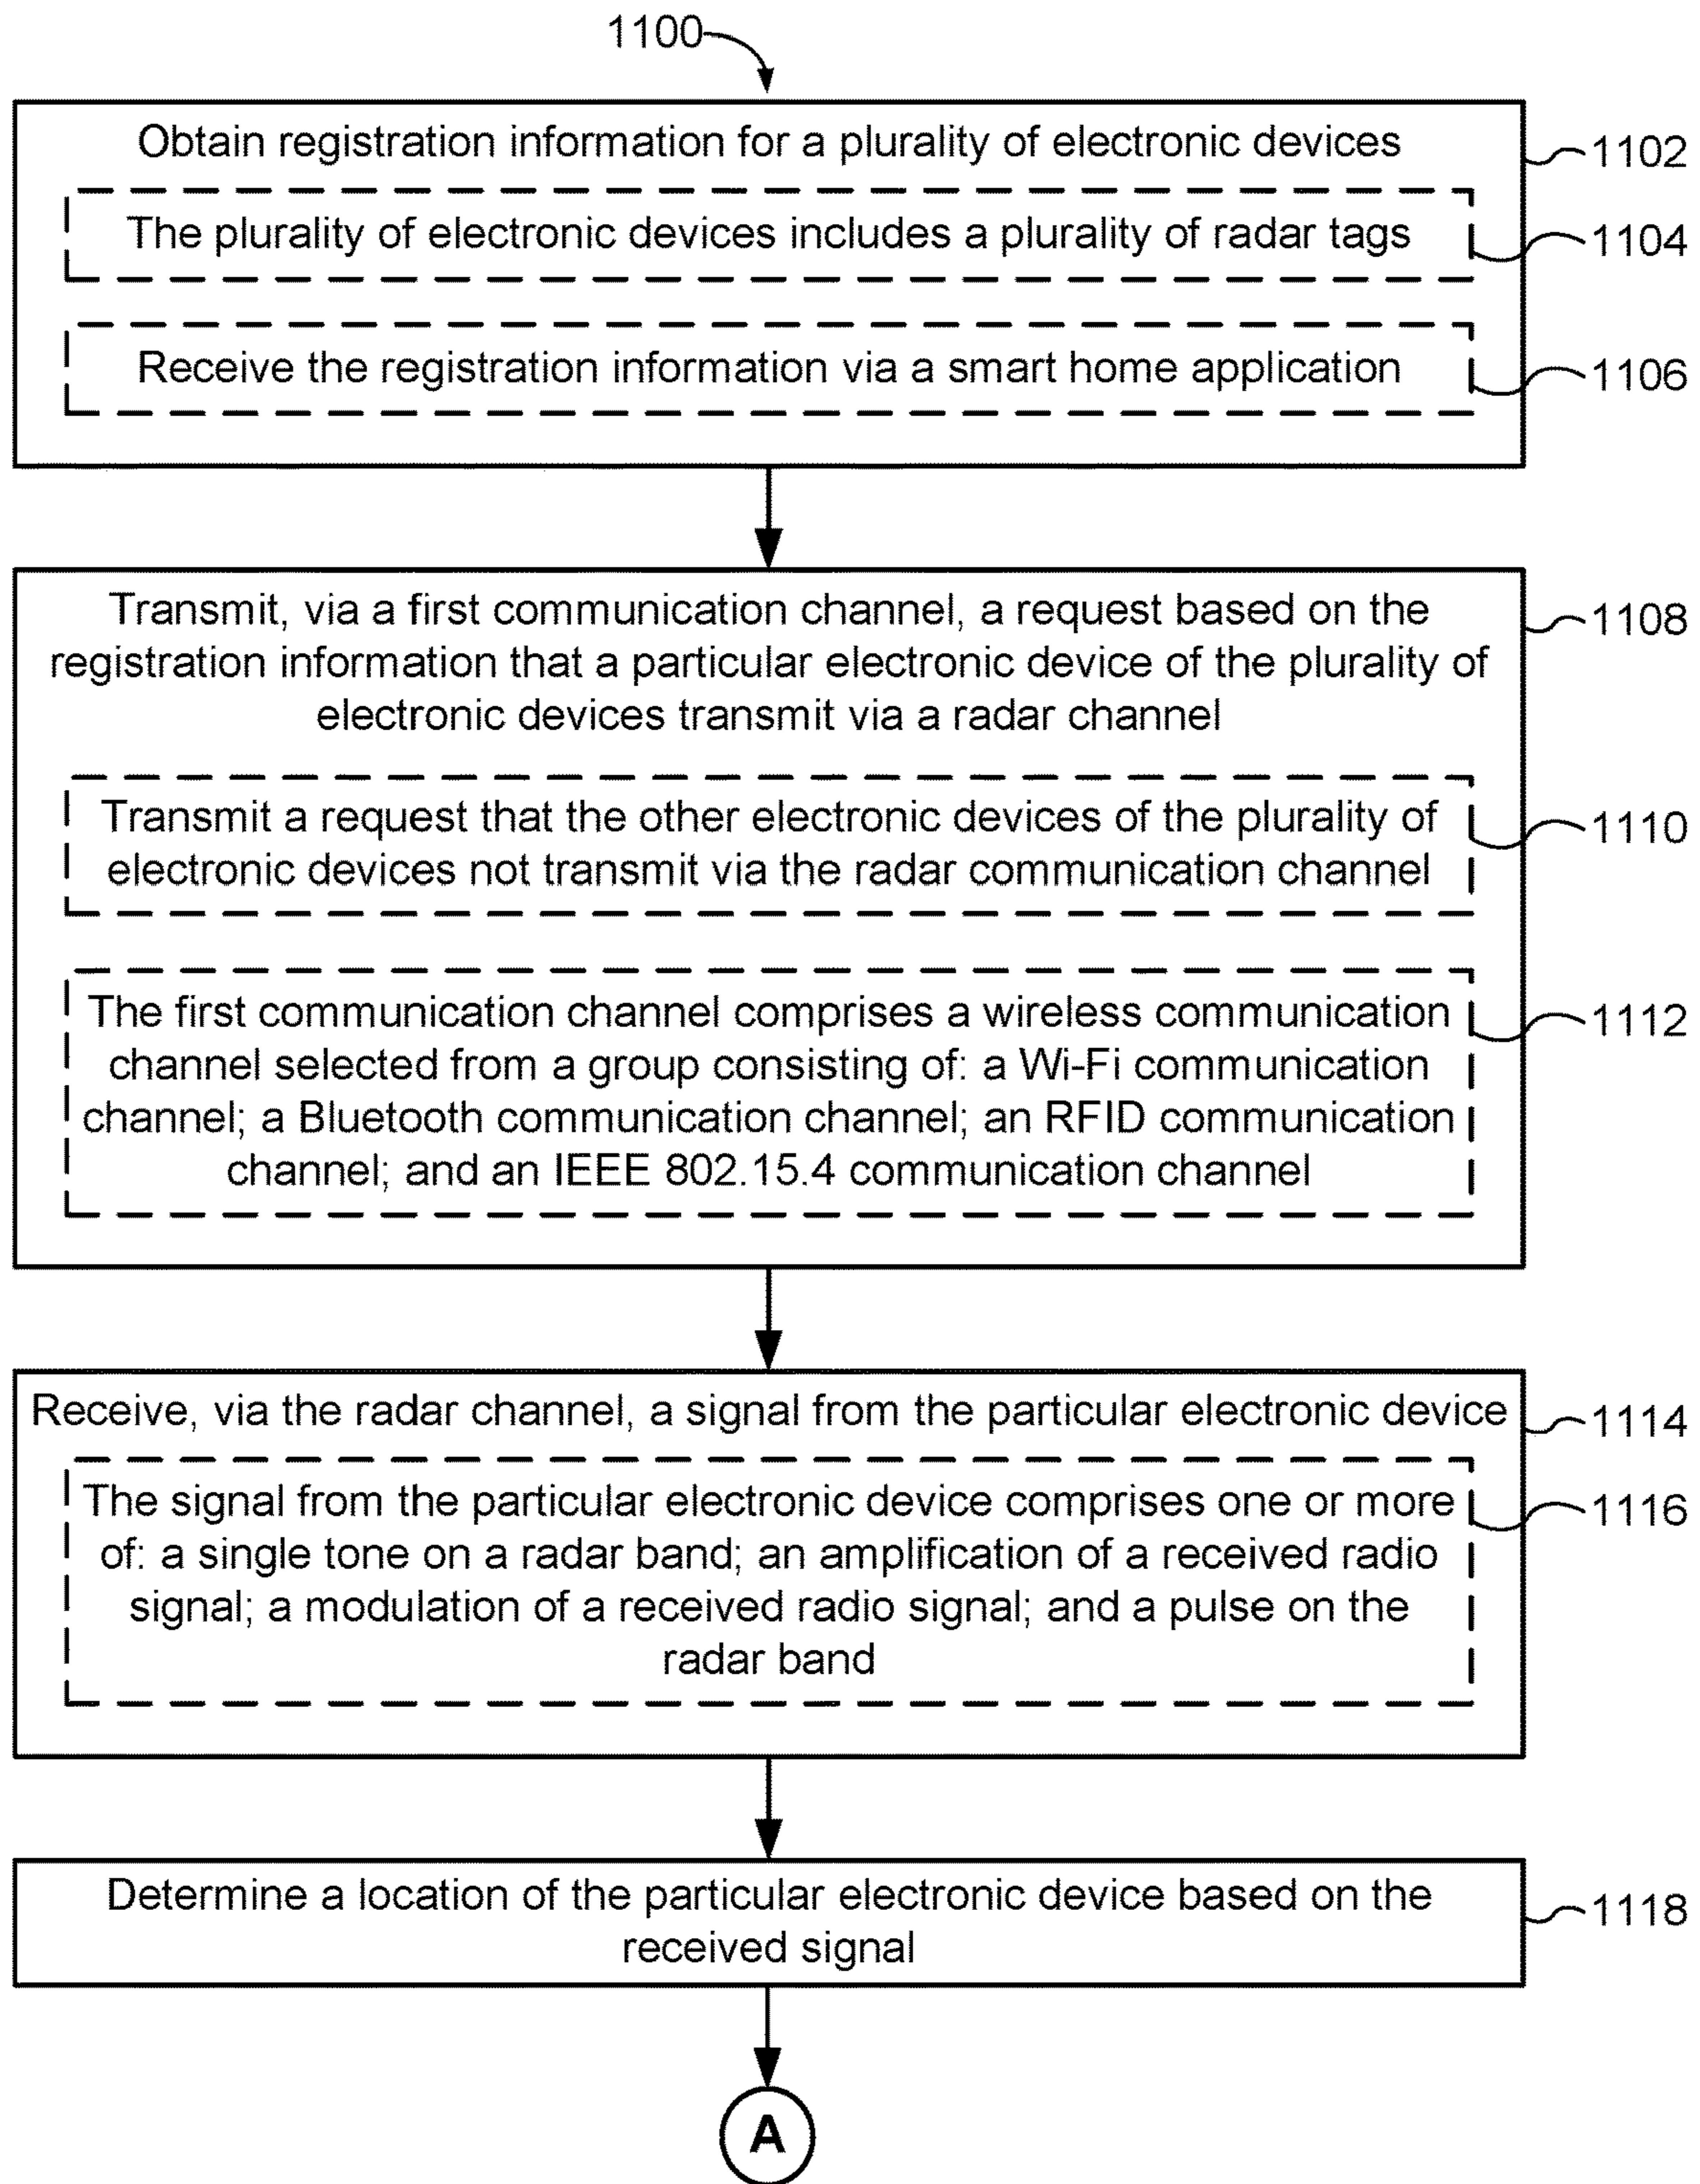 1100
Obtain registration information for a plurality of electronic devices
1102
The plurality of electronic devices includes a plurality of radar tags
1104
Receive the registration information via a smart home application
1106
Transmit, via a first communication channel, a request based on the
registration information that a particular electronic device of the plurality of
electronic devices transmit via a radar channel
1108
Transmit a request that the other electronic devices of the plurality of
electronic devices not transmit via the radar communication channel
1110
The first communication channel comprises a wireless communication
channel selected from a group consisting of: a Wi-Fi communication
channel; a Bluetooth communication channel; an RFID communication
channel; and an IEEE 802.15.4 communication channel
1112
Receive, via the radar channel, a signal from the particular electronic device
1114
The signal from the particular electronic device comprises one or more
of: a single tone on a radar band; an amplification of a received radio
signal; a modulation of a received radio signal; and a pulse on the
radar band
1116
Determine a location of the particular electronic device based on the
received signal
1118
A